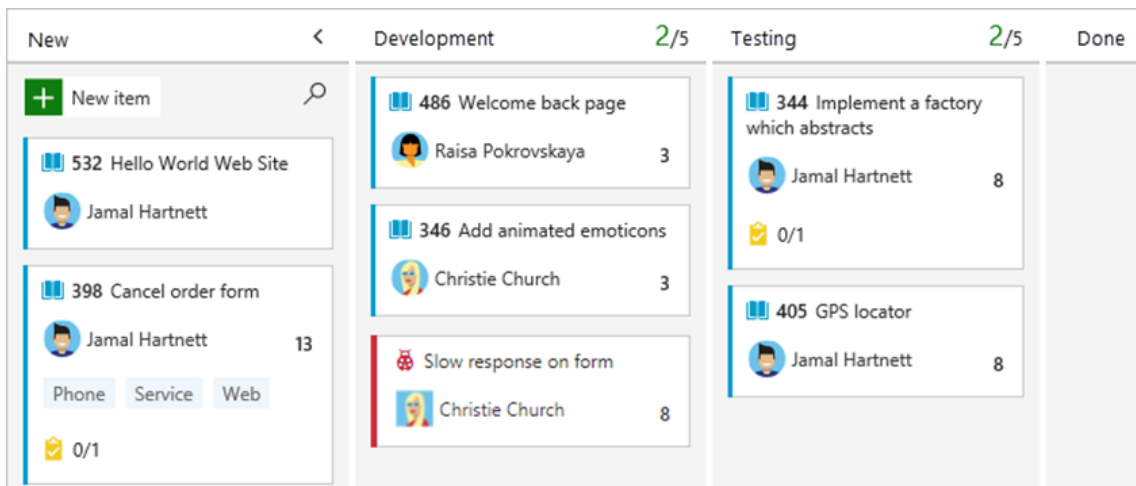 New
New item
532 Hello World Web Site
Jamal Hartnett
398 Cancel order form
Jamal Hartnett 13
Phone Service Web
0/1
Development 2/5
486 Welcome back page
Raisa Pokrovskaya 3
346 Add animated emoticons
Christie Church 3
Slow response on form
Christie Church 8
Testing 2/5
344 Implement a factory
which abstracts
Jamal Hartnett 8
0/1
405 GPS locator
Jamal Hartnett 8
Done